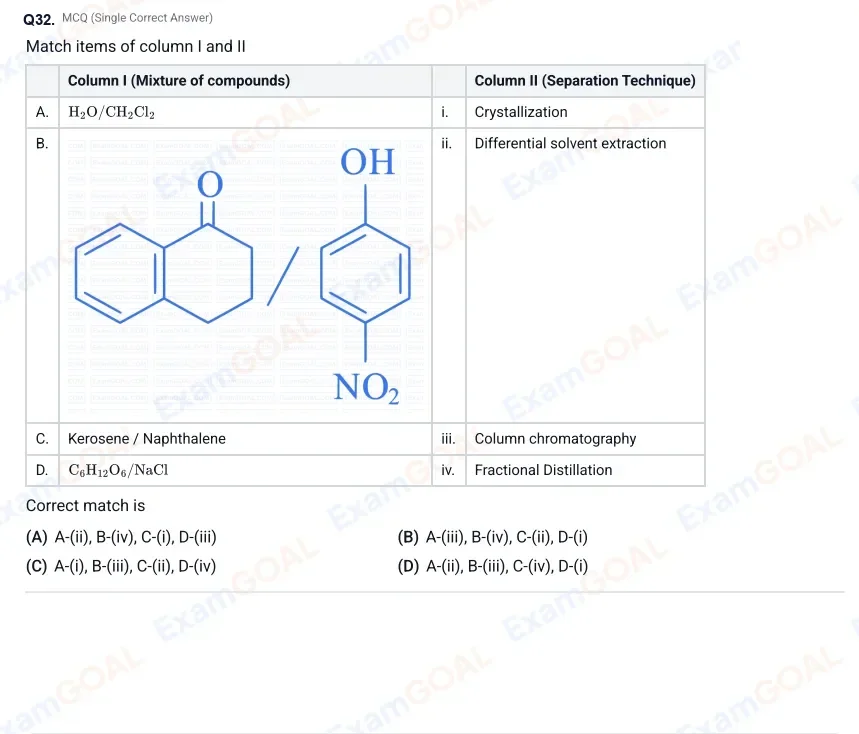 Q32. MCQ (Single Correct Answer)
Match items of column I and II
Column I (Mixture of compounds) Column II (Separation Technique)
A. H₂O/CH₂Cl₂ i. Crystallization
B. ii. Differential solvent extraction
OH
O
/
NO₂
C. Kerosene / Naphthalene iii. Column chromatography
D. C₆H₁₂O₆/NaCl iv. Fractional Distillation
Correct match is
(A) A-(ii), B-(iv), C-(i), D-(iii) (B) A-(iii), B-(iv), C-(ii), D-(i)
(C) A-(i), B-(iii), C-(ii), D-(iv) (D) A-(ii), B-(iii), C-(iv), D-(i)
ExamGOAL